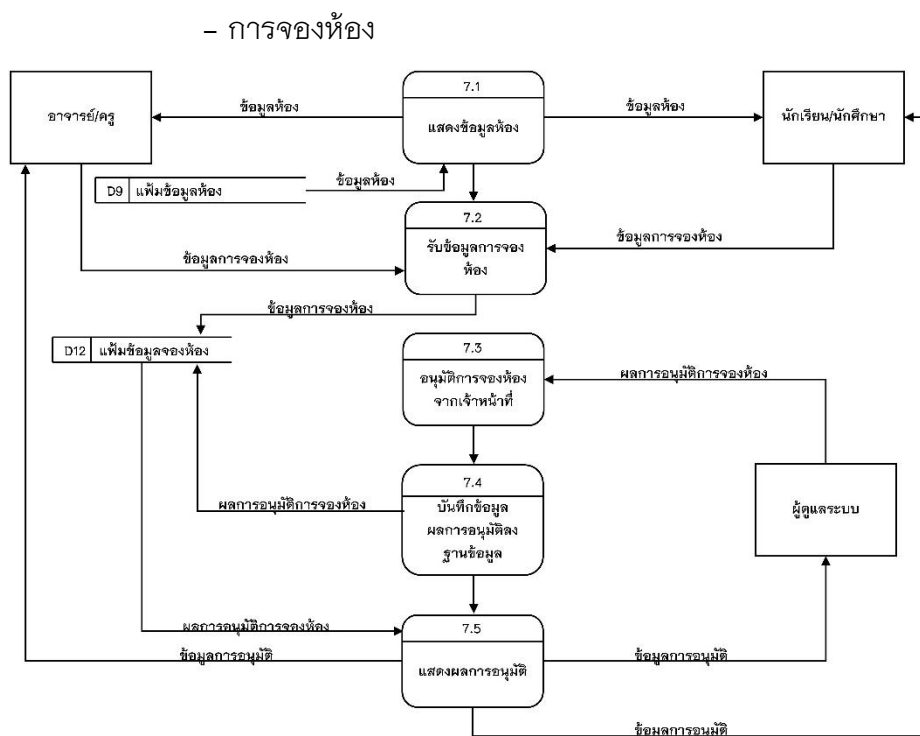 - การจองห้อง
7.1
ข้อมูลห้อง
ข้อมูลห้อง
อาจารย์/ครู
แสดงข้อมูลห้อง
นักเรียน/นักศึกษา
ข้อมูลห้อง
D9 แฟ้มข้อมูลห้อง
7.2
ข้อมูลการจองห้อง
รับข้อมูลการจอง
ห้อง
ข้อมูลการจองห้อง
ข้อมูลการจองห้อง
D12 แฟ้มข้อมูลจองห้อง
7.3
ผลการอนุมัติการจองห้อง
อนุมัติการจองห้อง
จากเจ้าหน้าที่
7.4
ผลการอนุมัติการจองห้อง
บันทึกข้อมูล
ผลการอนุมัติลง
ฐานข้อมูล
ผู้ดูแลระบบ
ผลการอนุมัติการจองห้อง
7.5
ข้อมูลการอนุมัติ
ข้อมูลการอนุมัติ
แสดงผลการอนุมัติ
ข้อมูลการอนุมัติ